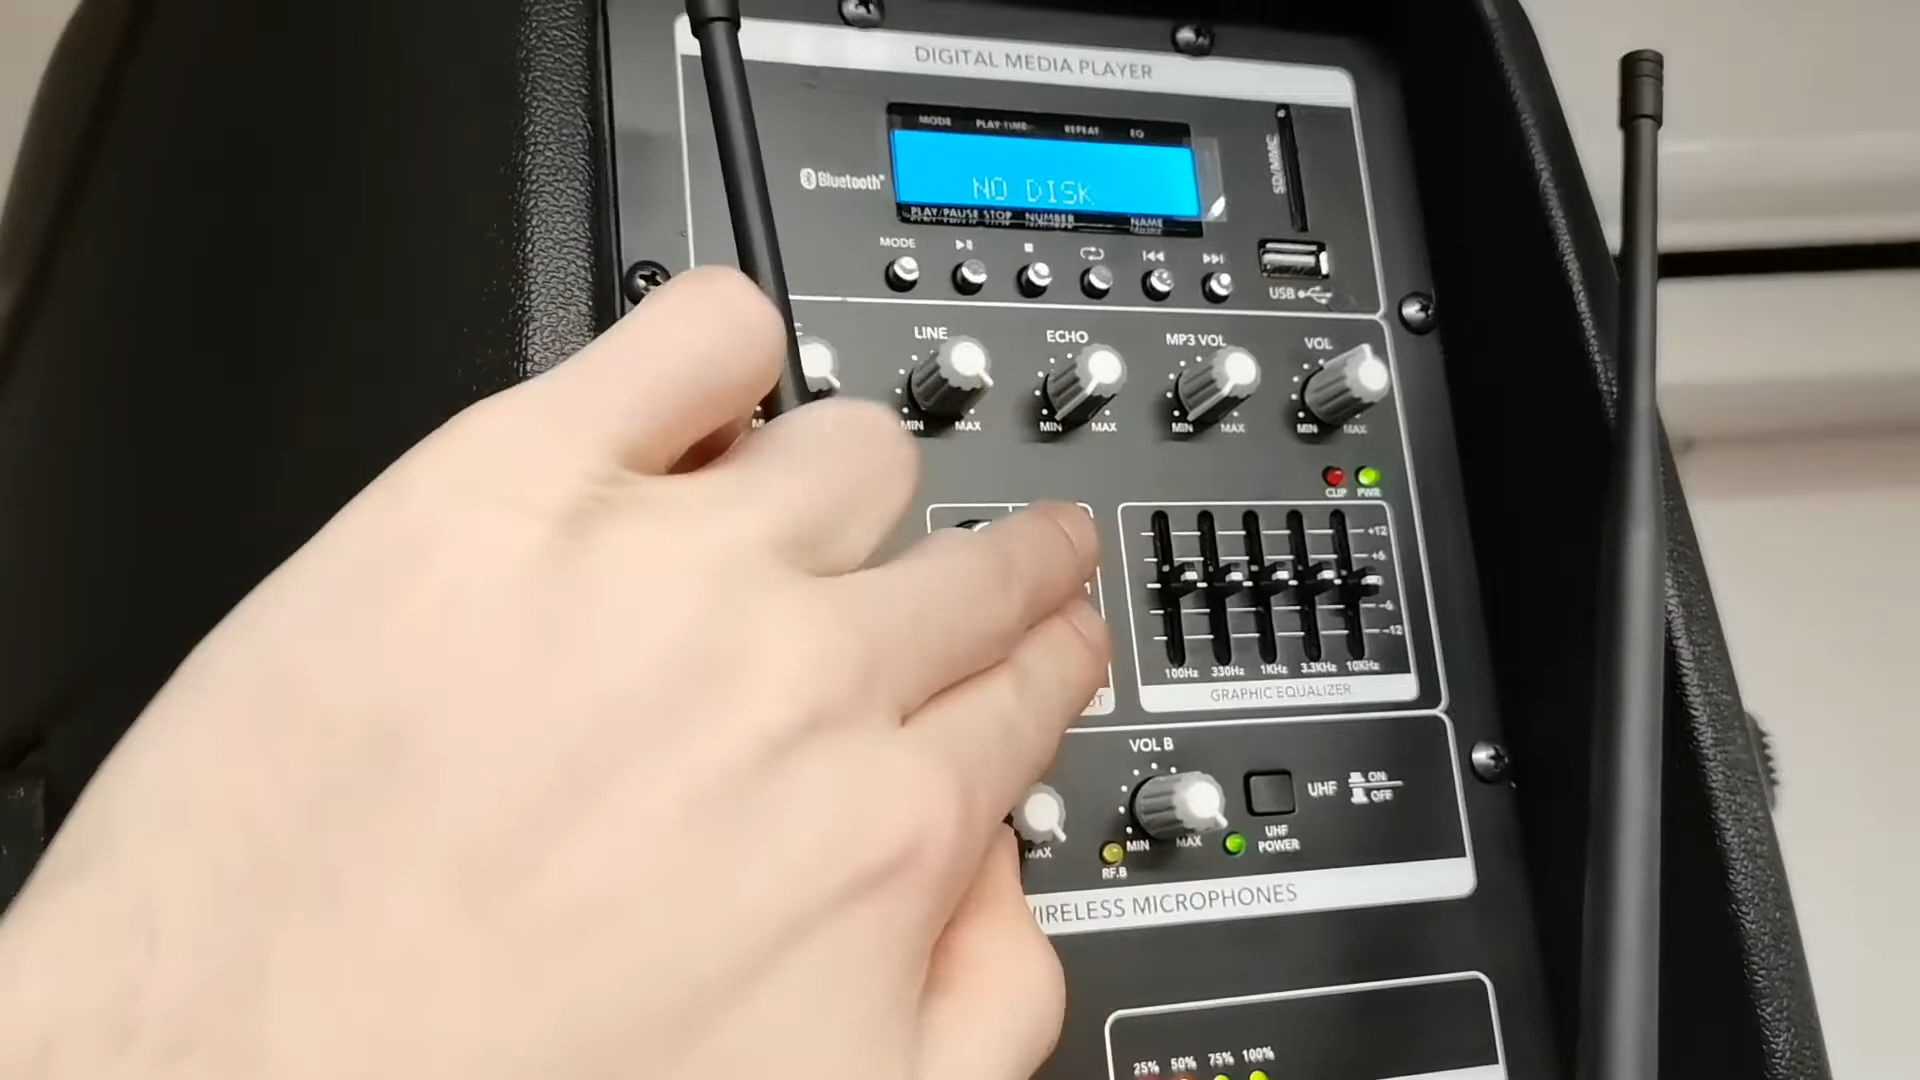 DIGITAL MEDIA PLAYER
MODE PLAY-TIME REPEAT EQ
Bluetooth
NO DISK
PLAY/PAUSE STOP NUMBER NAME
SD/MMC
MODE
USB
LINE ECHO MP3 VOL VOL
MIN MAX MIN MAX MIN MAX MIN MAX
CLIP PWR
+12
+6
-6
-12
100Hz 330Hz 1KHz 3.3KHz 10KHz
GRAPHIC EQUALIZER
VOL B
UHF ON
OFF
MAX MIN MAX UHF
POWER
RF.B
WIRELESS MICROPHONES
25% 50% 75% 100%